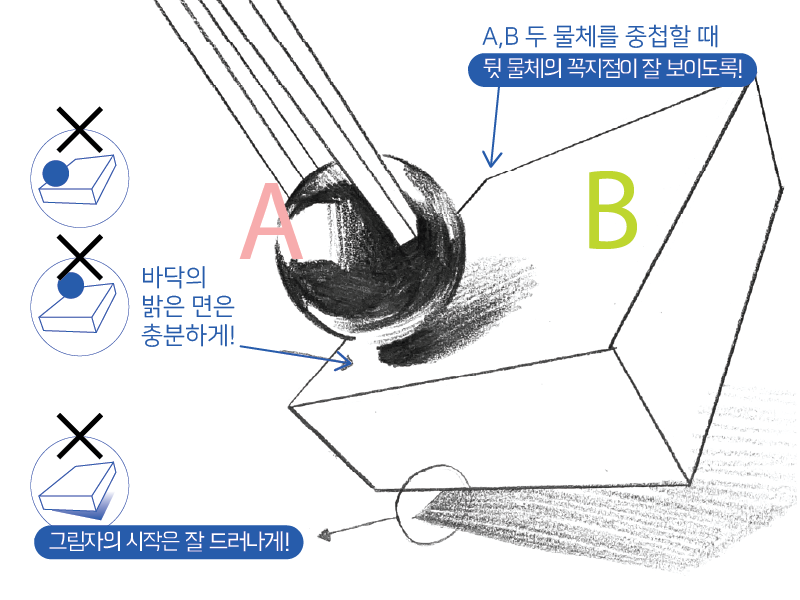 A,B 두 물체를 중첩할 때
뒷 물체의 꼭지점이 잘 보이도록!
A
B
바닥의
밝은 면은
충분하게!
그림자의 시작은 잘 드러나게!